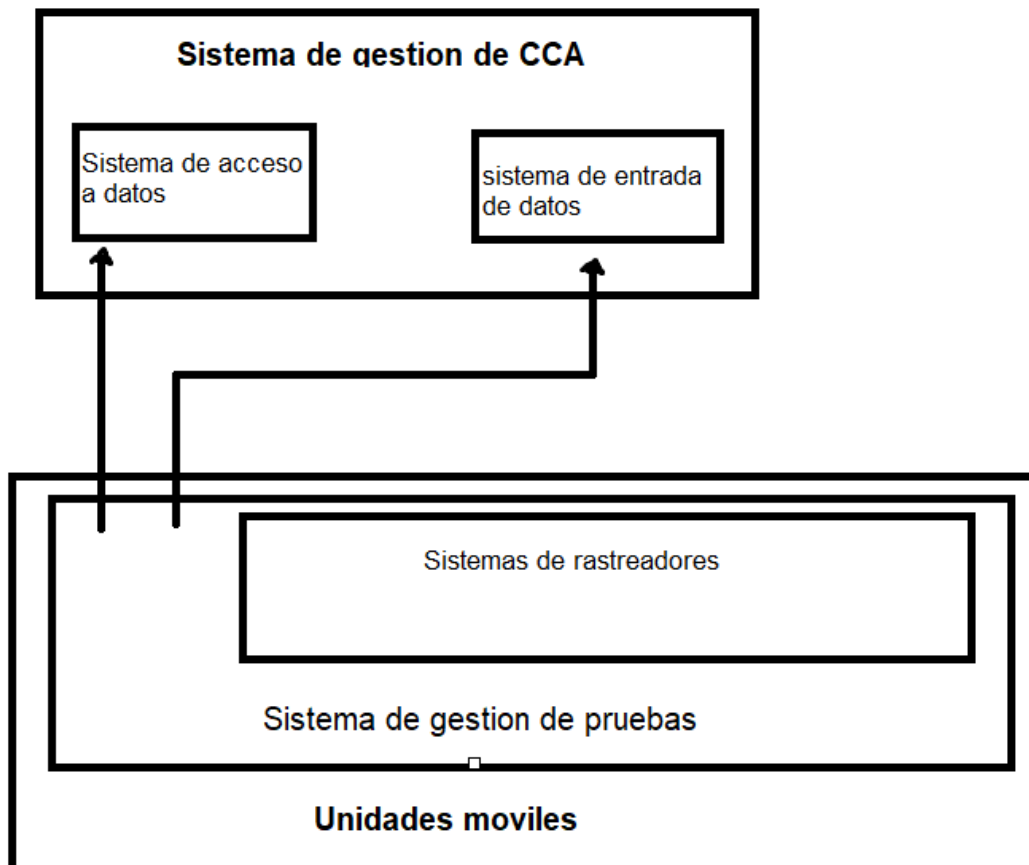 Sistema de gestion de CCA
Sistema de acceso
a datos
sistema de entrada
de datos
Sistemas de rastreadores
Sistema de gestion de pruebas
Unidades moviles